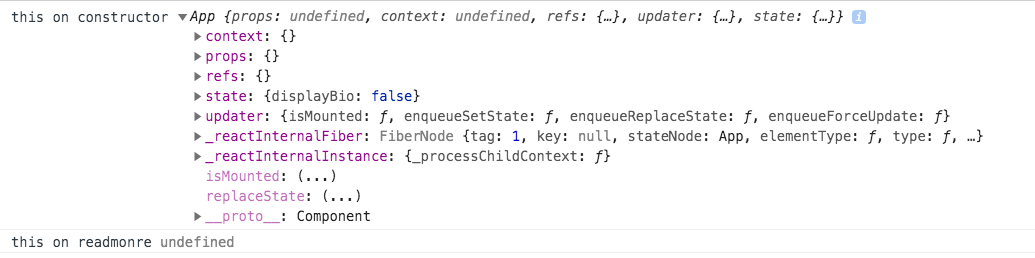 this on constructor ▼App {props: undefined, context: undefined, refs: {…}, updater: {…}, state: {…}} i
▶context: {}
▶props: {}
▶refs: {}
▶state: {displayBio: false}
▶updater: {isMounted: ƒ, enqueueSetState: ƒ, enqueueReplaceState: ƒ, enqueueForceUpdate: ƒ}
▶_reactInternalFiber: FiberNode {tag: 1, key: null, stateNode: App, elementType: ƒ, type: ƒ, …}
▶_reactInternalInstance: {_processChildContext: ƒ}
isMounted: (...)
replaceState: (...)
▶__proto__: Component
this on readmonre undefined